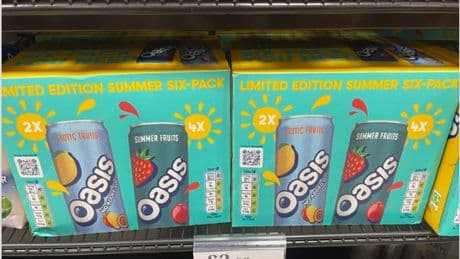 LIMITED EDITION SUMMER SIX-PACK
2X
EXOTIC FRUITS
Oasis
SUMMER FRUITS
4X
Oasis
LIMITED EDITION SUMMER SIX-PACK
2X
EXOTIC FRUITS
Oasis
SUMMER FRUITS
4X
Oasis